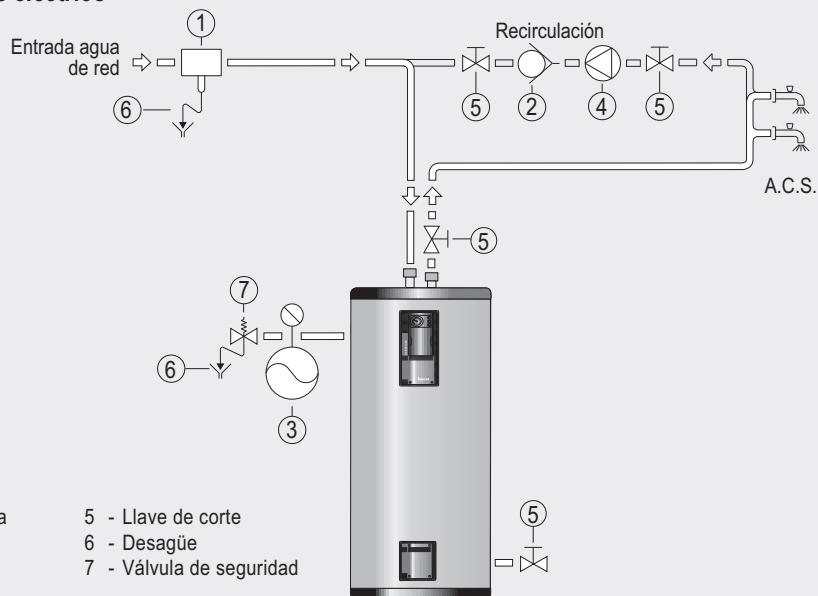 Entrada agua
de red
1
6
Recirculación
5
2
4
5
A.C.S.
5
7
6
3
5
5 - Llave de corte
6 - Desagüe
7 - Válvula de seguridad